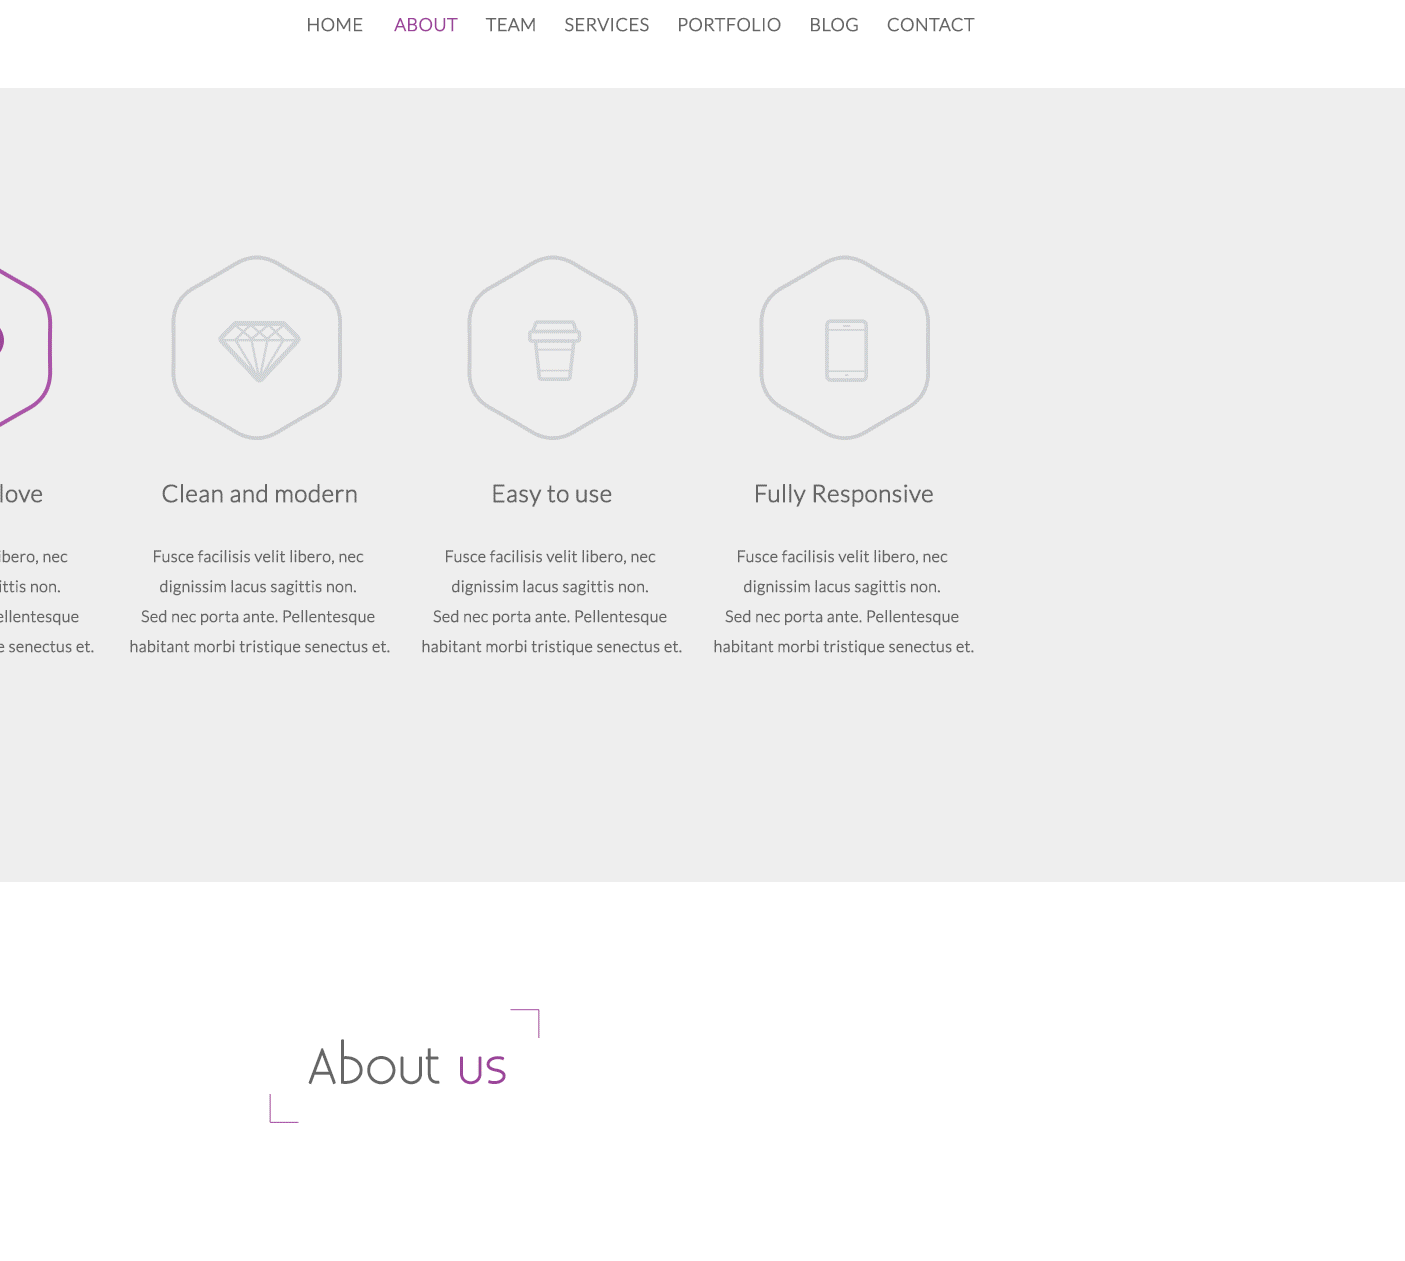 HOME ABOUT TEAM SERVICES PORTFOLIO BLOG CONTACT
love
Clean and modern
Easy to use
Fully Responsive
ibero, nec
ittis non.
ellentesque
e senectus et.
Fusce facilisis velit libero, nec
dignissim lacus sagittis non.
Sed nec porta ante. Pellentesque
habitant morbi tristique senectus et.
Fusce facilisis velit libero, nec
dignissim lacus sagittis non.
Sed nec porta ante. Pellentesque
habitant morbi tristique senectus et.
Fusce facilisis velit libero, nec
dignissim lacus sagittis non.
Sed nec porta ante. Pellentesque
habitant morbi tristique senectus et.
About us